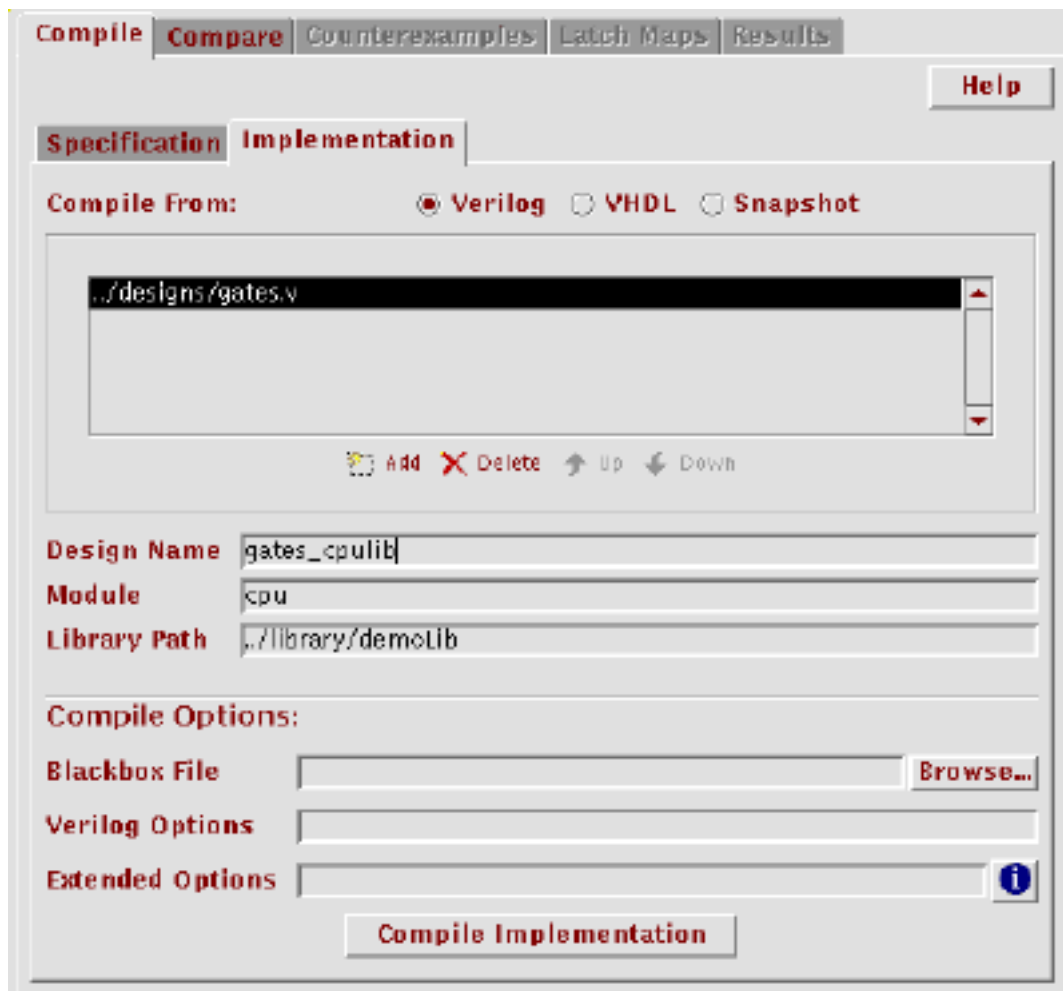 Compile Compare Counterexamples Latch Maps Results
Help
Specification Implementation
Compile From: Verilog VHDL Snapshot
../designs/gates.v
Add Delete Up Down
Design Name gates_cpulib
Module cpu
Library Path ../library/demoLib
Compile Options:
Blackbox File Browse...
Verilog Options
Extended Options i
Compile Implementation